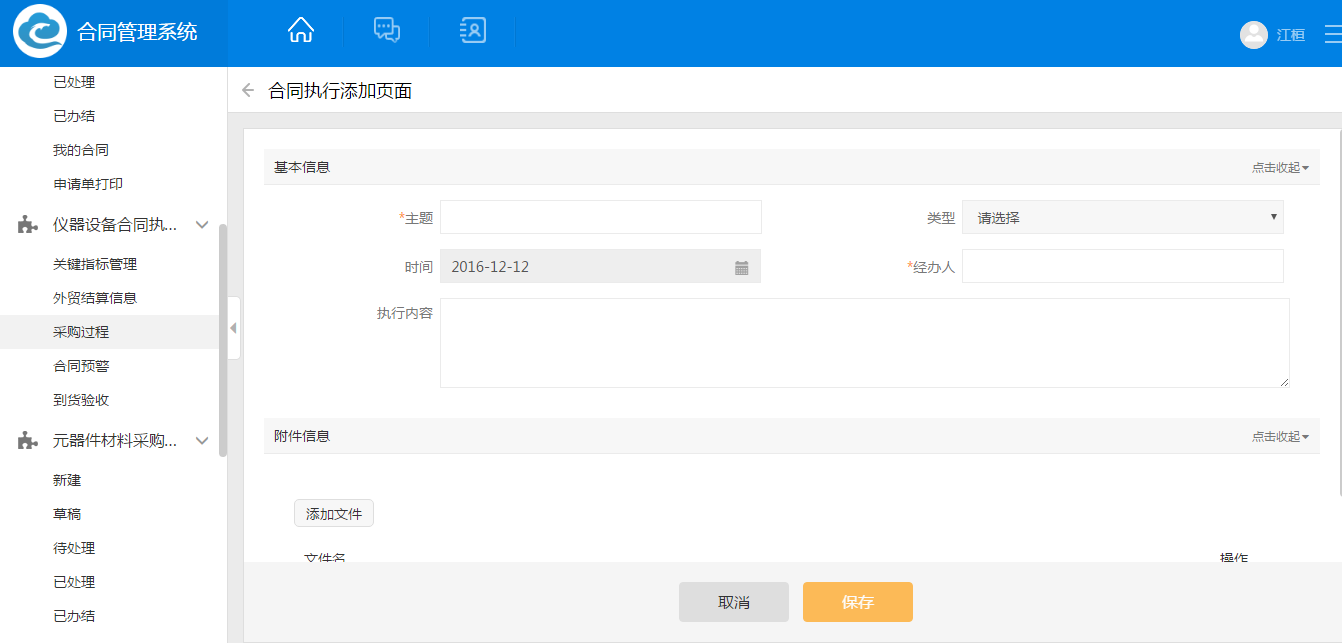 合同管理系统
江桓
已处理
已办结
我的合同
申请单打印
仪器设备合同执...
关键指标管理
外贸结算信息
采购过程
合同预警
到货验收
元器件材料采购...
新建
草稿
待处理
已处理
已办结
合同执行添加页面
基本信息 点击收起
*主题 类型 请选择
时间 2016-12-12 *经办人
执行内容
附件信息 点击收起
添加文件
文件名 操作
取消 保存